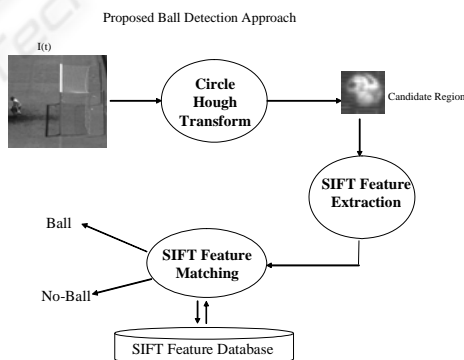 Proposed Ball Detection Approach
I(t)
Circle
Hough
Transform
Candidate Region
SIFT Feature
Extraction
Ball
SIFT Feature
Matching
No-Ball
SIFT Feature Database